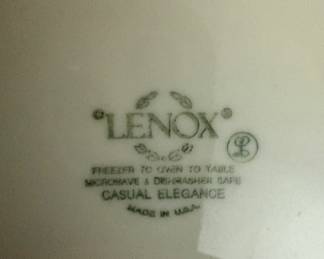 LENOX®
FREEZER TO OVEN TO TABLE
MICROWAVE & DISHWASHER SAFE
CASUAL ELEGANCE
MADE IN U.S.A.